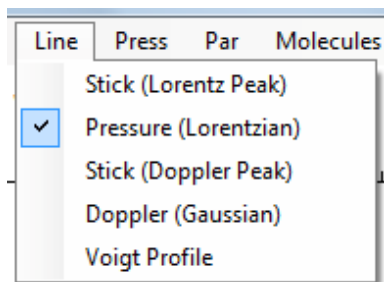 Line Press Par Molecules
Stick (Lorentz Peak)
Pressure (Lorentzian)
Stick (Doppler Peak)
Doppler (Gaussian)
Voigt Profile